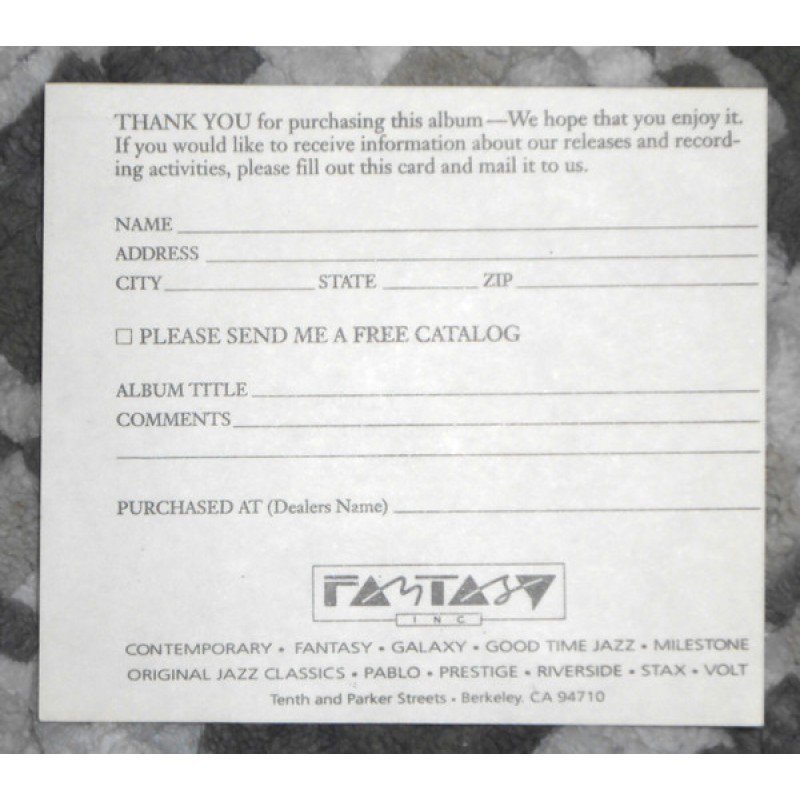 THANK YOU for purchasing this album—We hope that you enjoy it.
If you would like to receive information about our releases and record-
ing activities, please fill out this card and mail it to us.
NAME
ADDRESS
CITY STATE ZIP
☐ PLEASE SEND ME A FREE CATALOG
ALBUM TITLE
COMMENTS
PURCHASED AT (Dealers Name)
FANTASY
INC
CONTEMPORARY • FANTASY • GALAXY • GOOD TIME JAZZ • MILESTONE
ORIGINAL JAZZ CLASSICS • PABLO • PRESTIGE • RIVERSIDE • STAX • VOLT
Tenth and Parker Streets • Berkeley, CA 94710